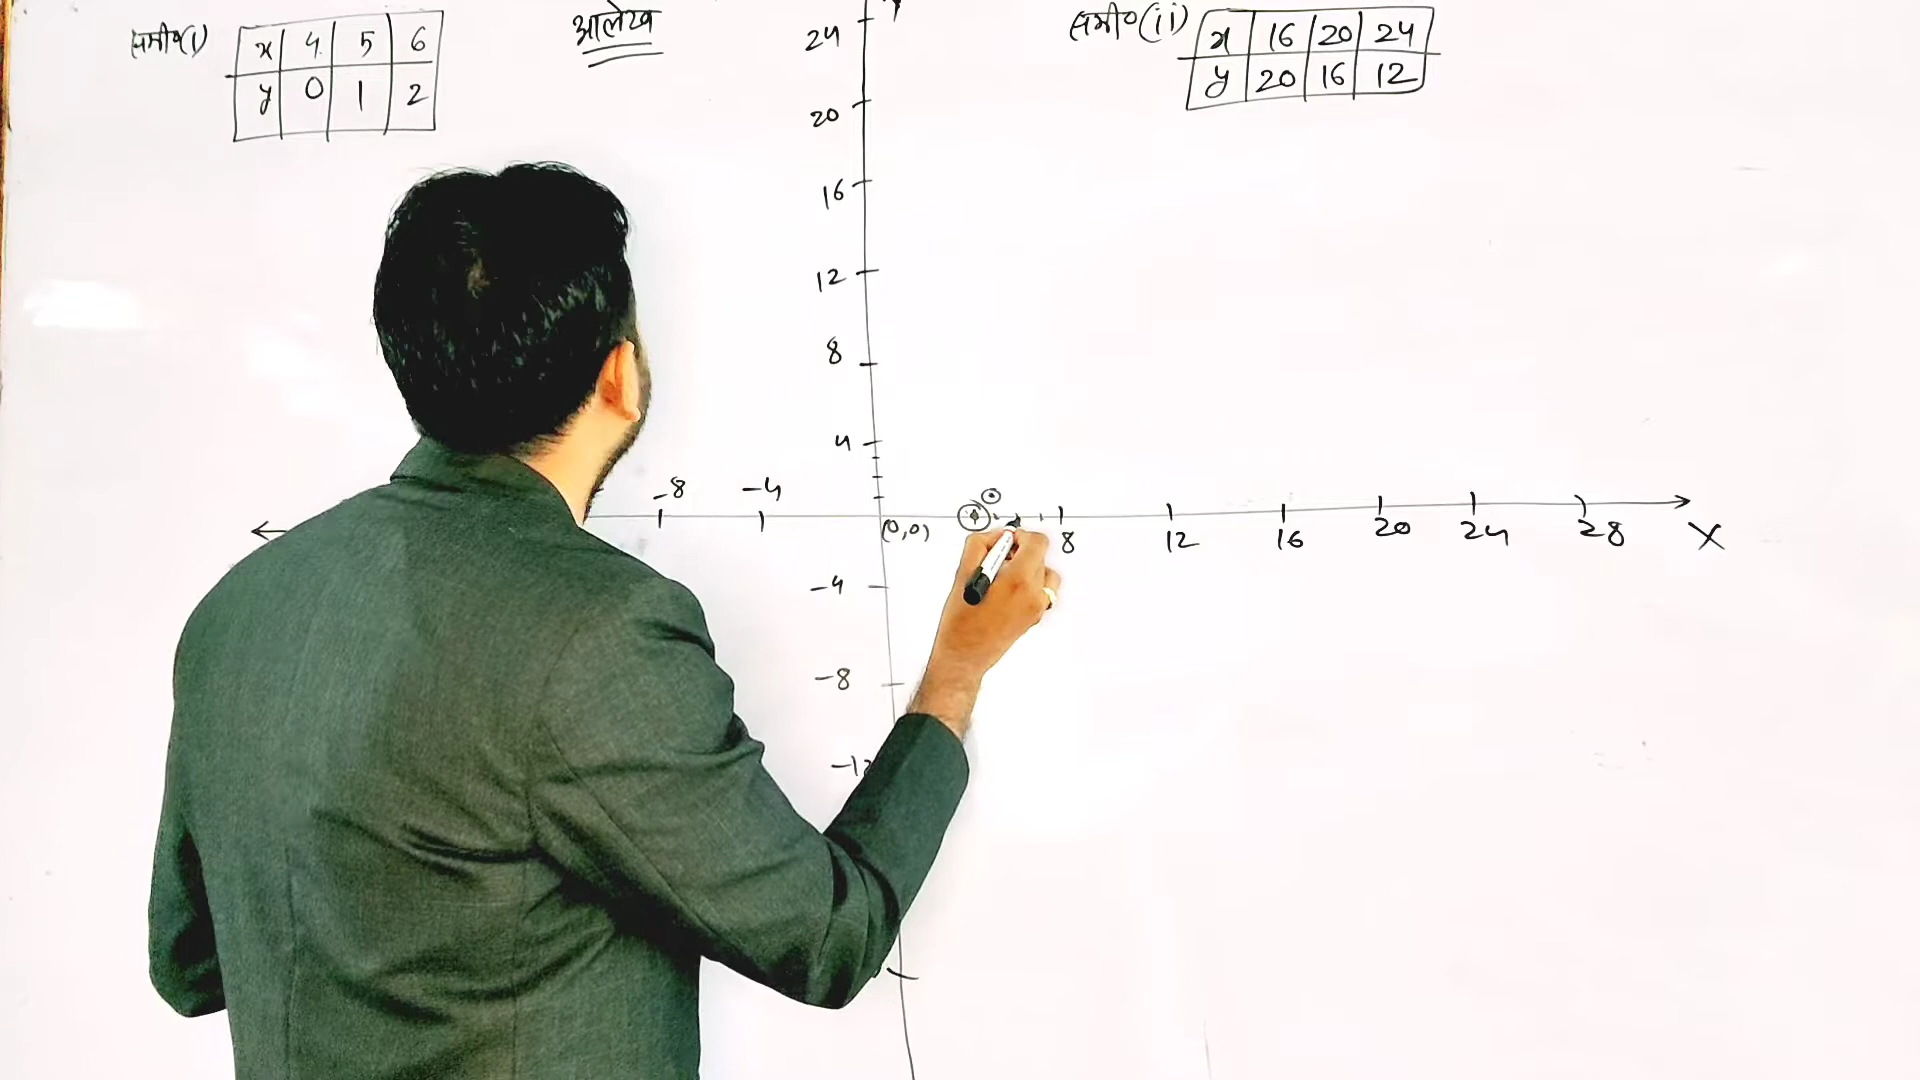 समी०(i)
x 4 5 6
y 0 1 2
आलेख
समी०(ii)
x 16 20 24
y 20 16 12
24
20
16
12
8
4
-8 -4 (0,0) 8 12 16 20 24 28 X
-4
-8